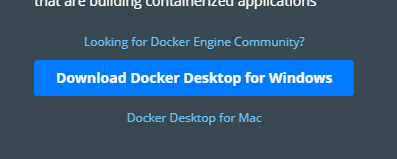 that are building containerized applications
Looking for Docker Engine Community?
Download Docker Desktop for Windows
Docker Desktop for Mac